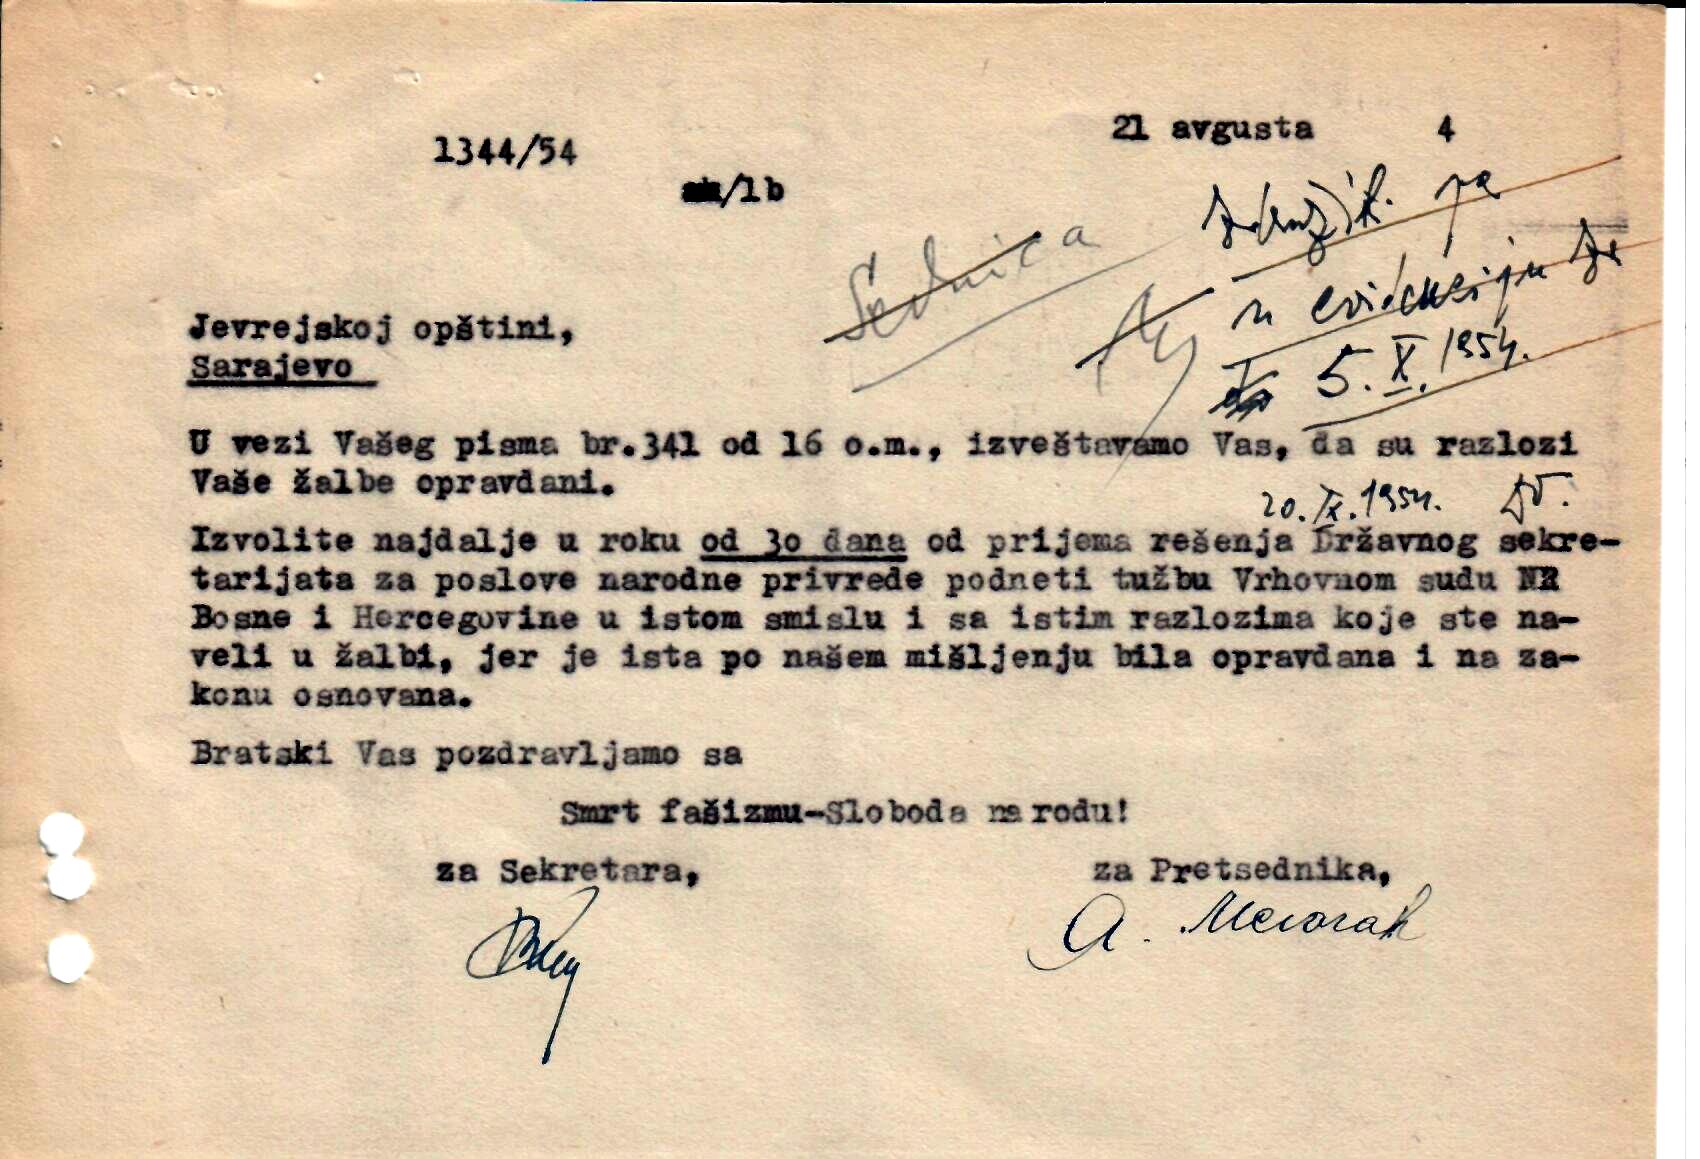 21 avgusta 4
1344/54
/lb
Sednica
u evidenciju za
5.X.1954.
Jevrejskoj opštini,
Sarajevo
U vezi Vašeg pisma br.341 od 16 o.m., izveštavamo Vas, da su razlozi
Vaše žalbe opravdani.
20.IX.1954.
Izvolite najdalje u roku od 3o dana od prijema rešenja Državnog sekre-
tarijata za poslove narodne privrede podneti tužbu Vrhovnom sudu NR
Bosne i Hercegovine u istom smislu i sa istim razlozima koje ste na-
veli u žalbi, jer je ista po našem mišljenju bila opravdana i na za-
konu osnovana.
Bratski Vas pozdravljamo sa
Smrt fašizmu-Sloboda narodu!
za Sekretara,
za Pretsednika,
A. Mevorah